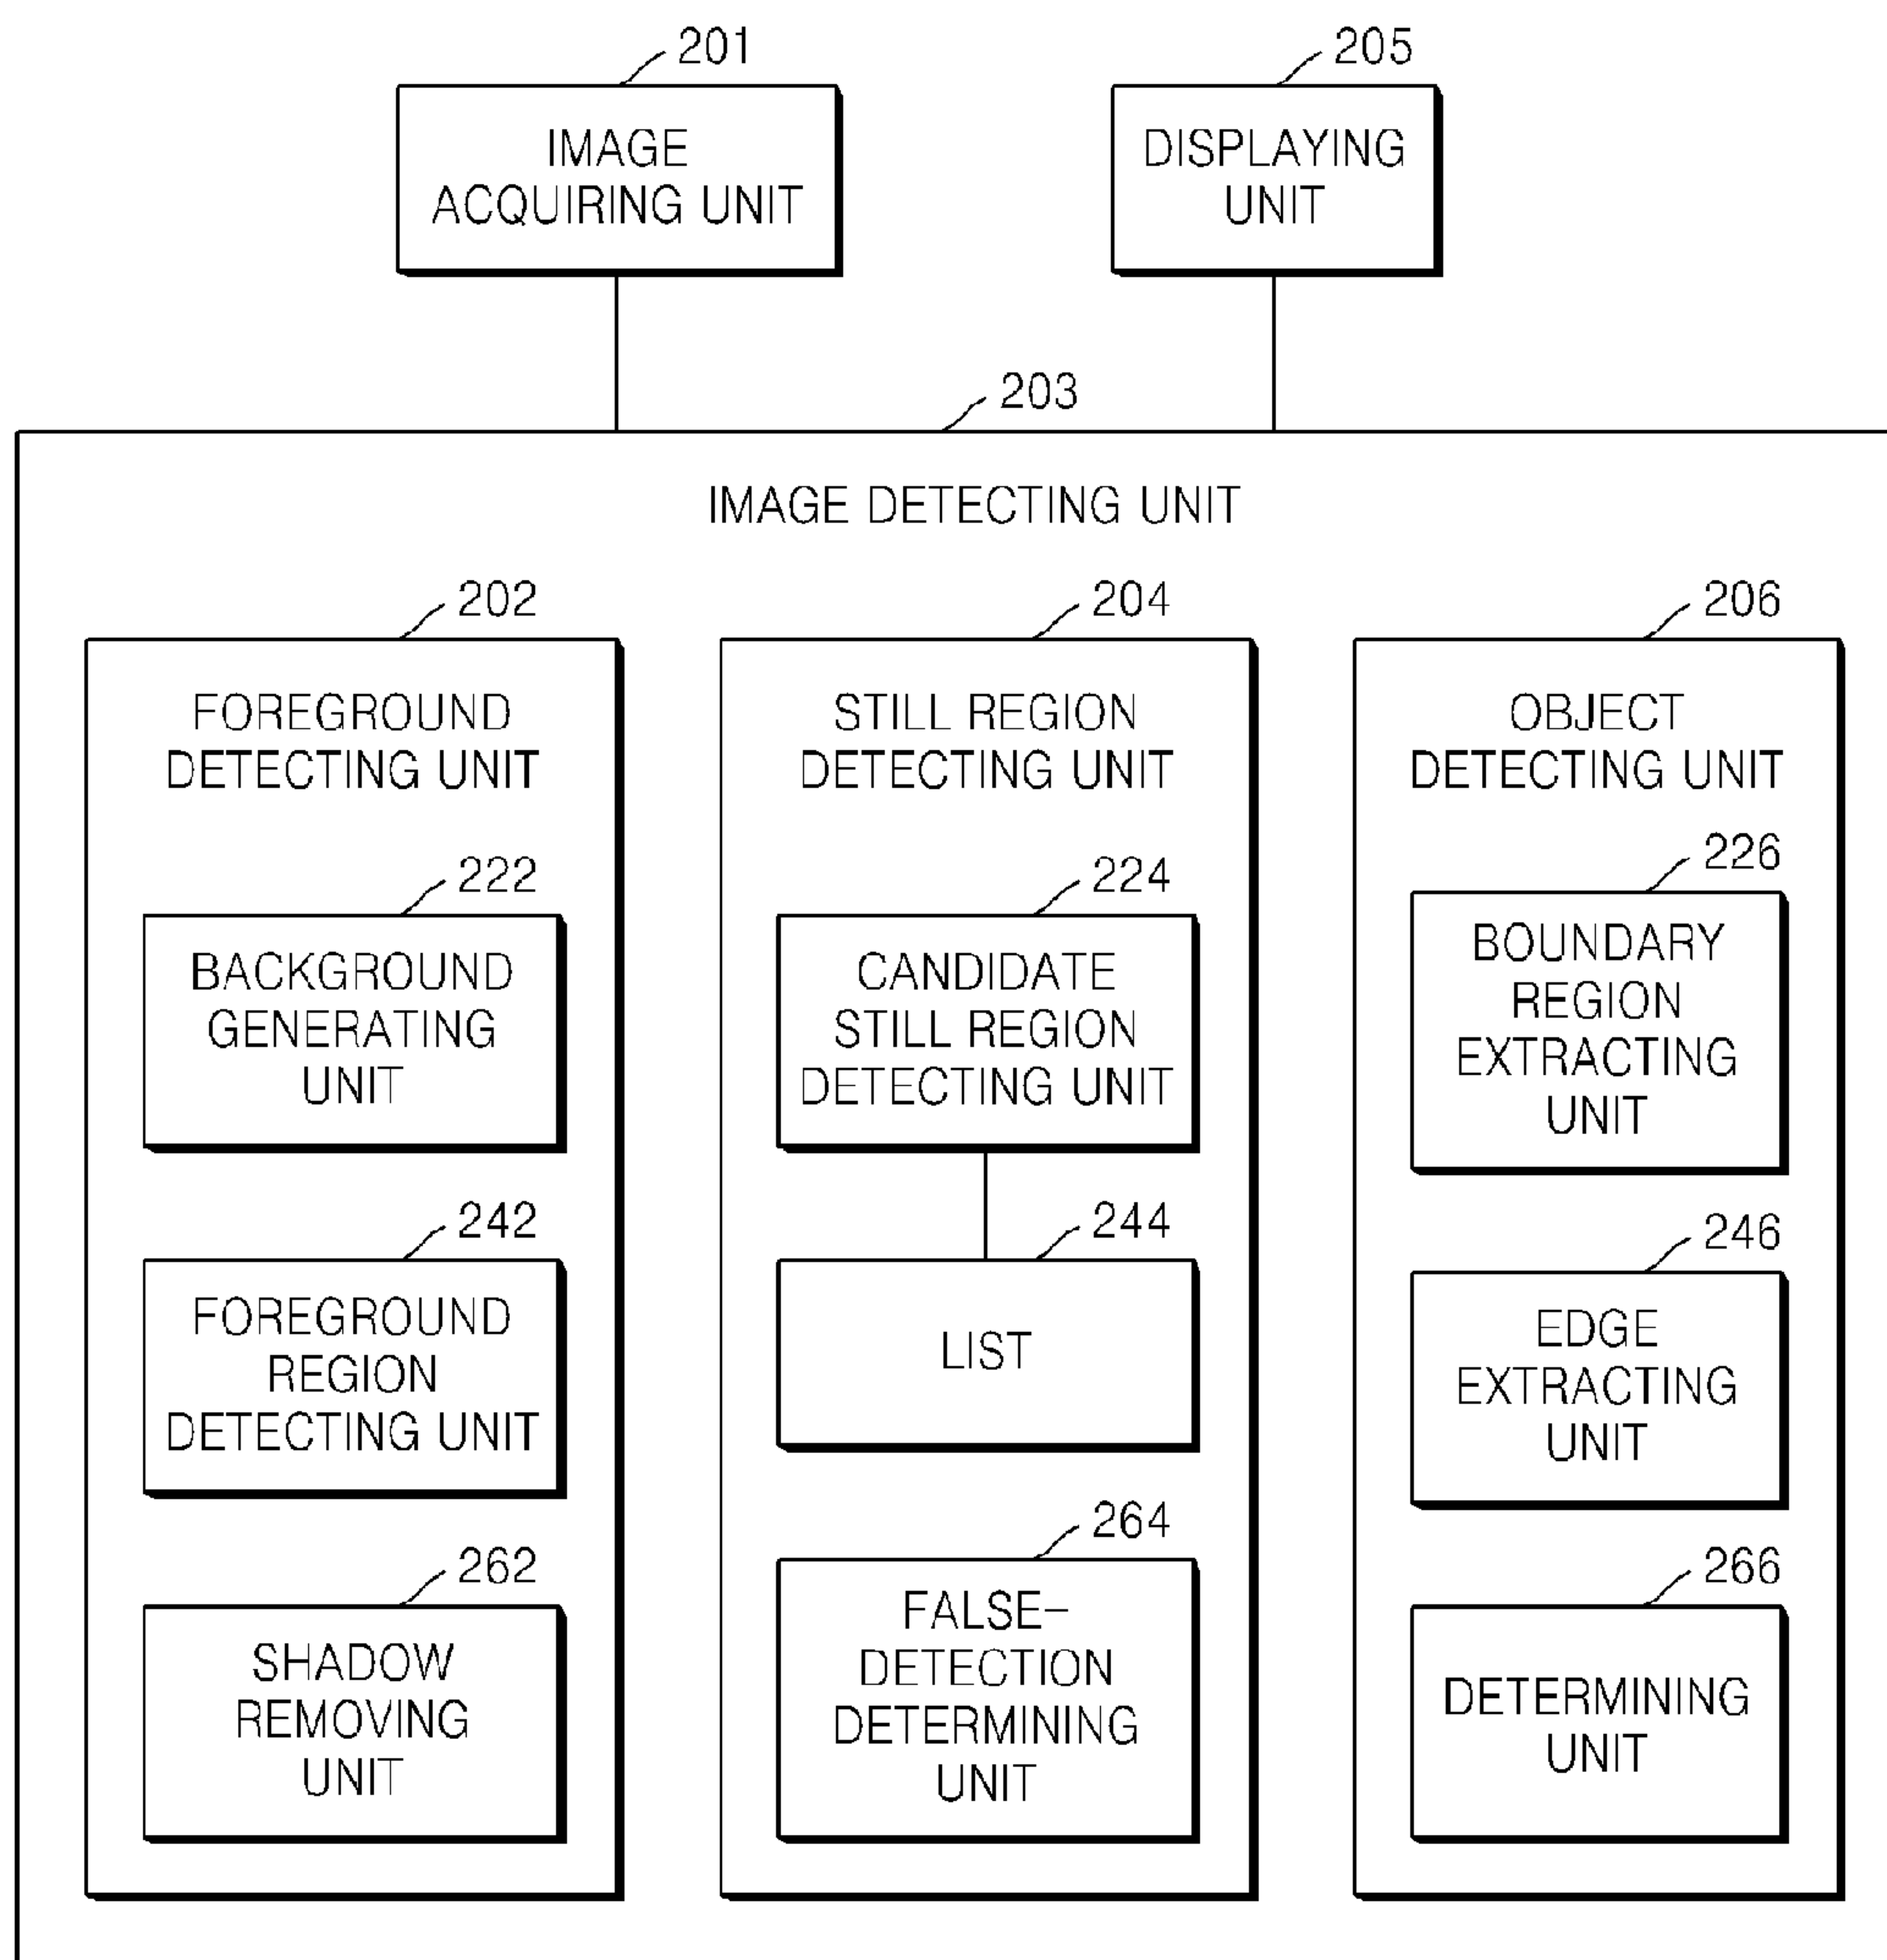 201
IMAGE
ACQUIRING UNIT
205
DISPLAYING
UNIT
203
IMAGE DETECTING UNIT
202
FOREGROUND
DETECTING UNIT
222
BACKGROUND
GENERATING
UNIT
242
FOREGROUND
REGION
DETECTING UNIT
262
SHADOW
REMOVING
UNIT
204
STILL REGION
DETECTING UNIT
224
CANDIDATE
STILL REGION
DETECTING UNIT
244
LIST
264
FALSE–
DETECTION
DETERMINING
UNIT
206
OBJECT
DETECTING UNIT
226
BOUNDARY
REGION
EXTRACTING
UNIT
246
EDGE
EXTRACTING
UNIT
266
DETERMINING
UNIT